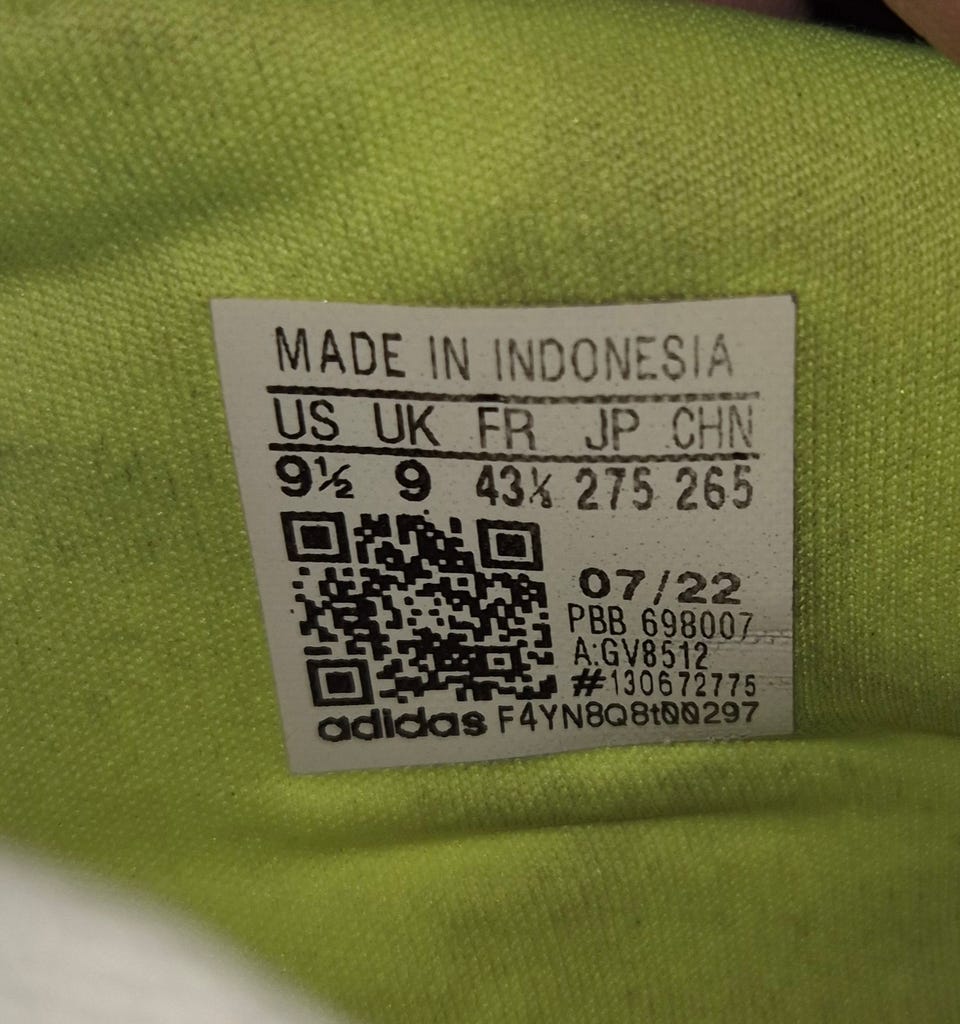 MADE IN INDONESIA
US UK FR JP CHN
9½ 9 43⅓ 275 265
07/22
PBB 698007
A:GV8512
#130672775
adidas F4YN8Q8t00297